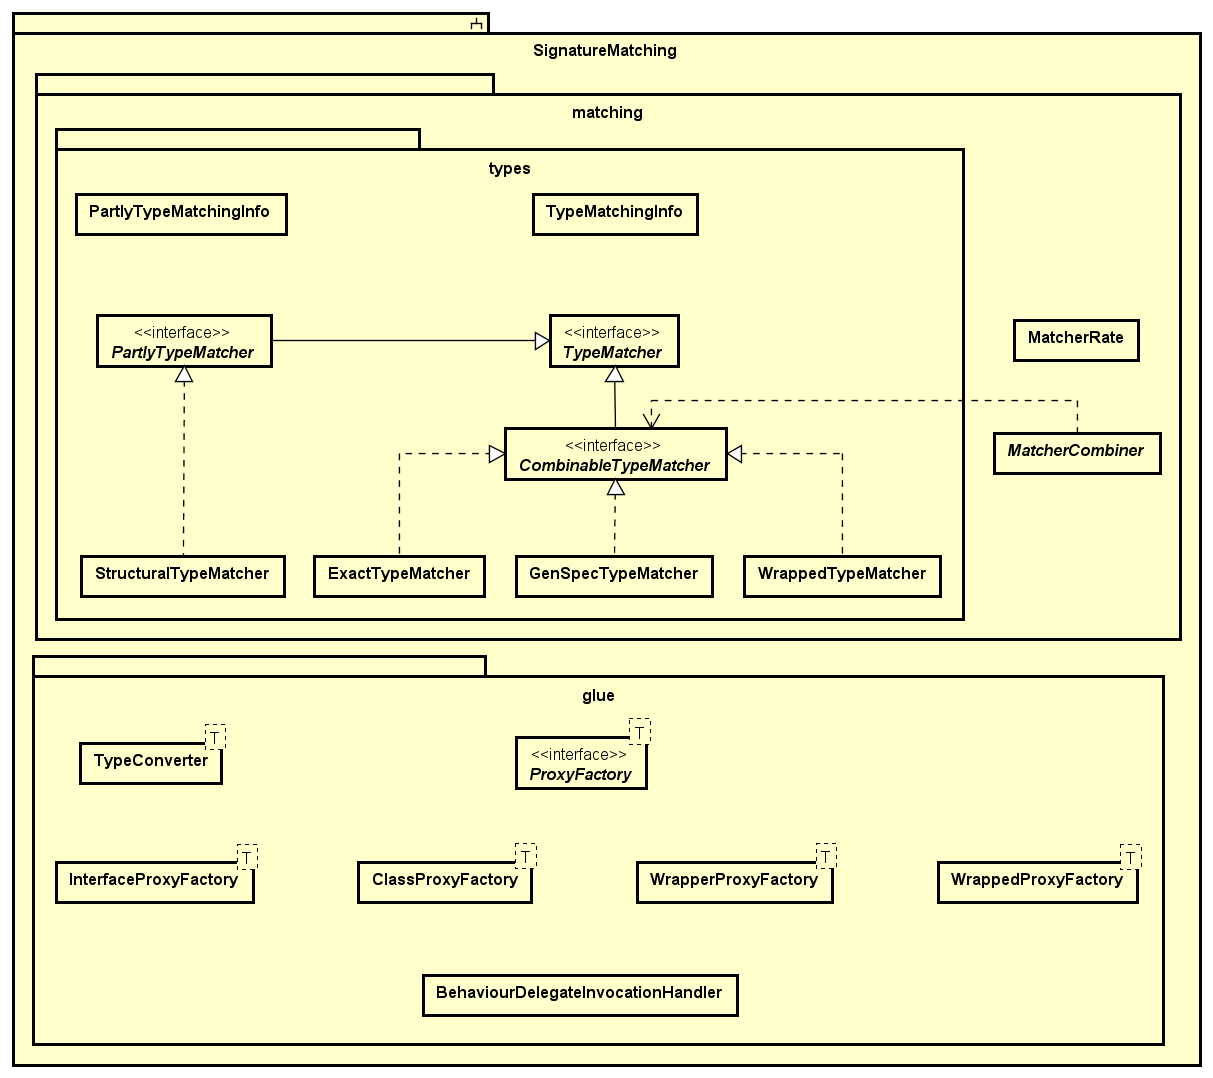 SignatureMatching
matching
types
PartlyTypeMatchingInfo
TypeMatchingInfo
<<interface>>
PartlyTypeMatcher
<<interface>>
TypeMatcher
MatcherRate
<<interface>>
CombinableTypeMatcher
MatcherCombiner
StructuralTypeMatcher
ExactTypeMatcher
GenSpecTypeMatcher
WrappedTypeMatcher
glue
T
TypeConverter
T
<<interface>>
ProxyFactory
T
InterfaceProxyFactory
T
ClassProxyFactory
T
WrapperProxyFactory
T
WrappedProxyFactory
BehaviourDelegateInvocationHandler